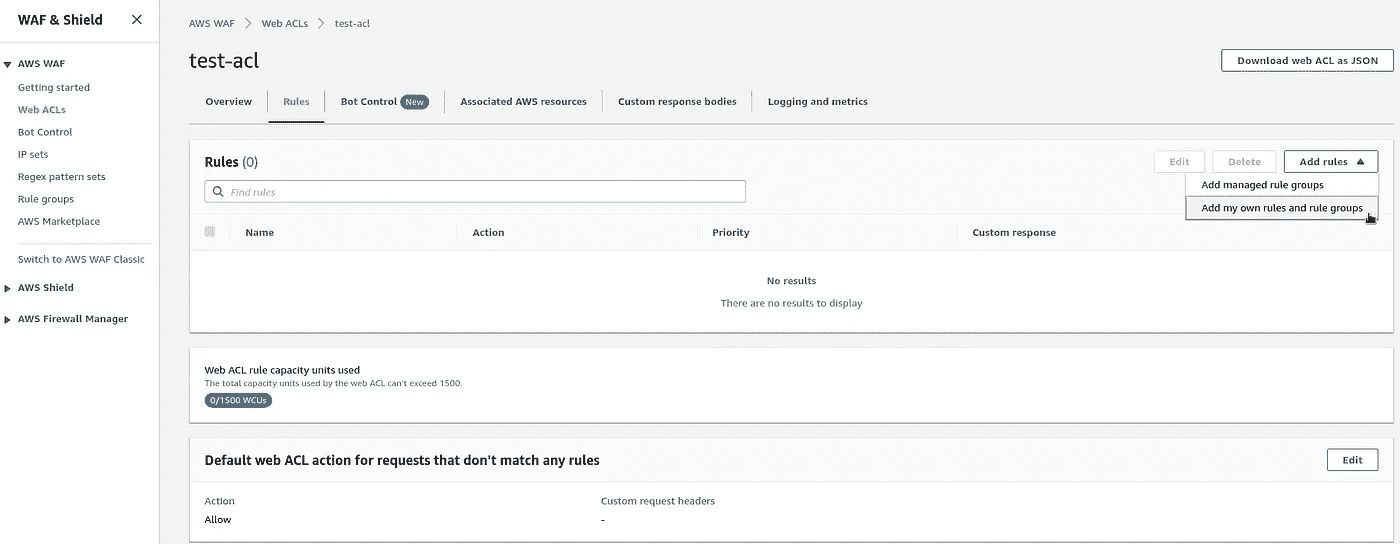 WAF & Shield
AWS WAF
Getting started
Web ACLs
Bot Control
IP sets
Regex pattern sets
Rule groups
AWS Marketplace
Switch to AWS WAF Classic
AWS Shield
AWS Firewall Manager
AWS WAF Web ACLs test-acl
test-acl
Download web ACL as JSON
Overview Rules Bot Control New Associated AWS resources Custom response bodies Logging and metrics
Rules (0)
Edit Delete Add rules
Add managed rule groups
Add my own rules and rule groups
Find rules
Name Action Priority Custom response
No results
There are no results to display
Web ACL rule capacity units used
The total capacity units used by the web ACL can't exceed 1500.
0/1500 WCUs
Default web ACL action for requests that don't match any rules
Edit
Action Custom request headers
Allow -